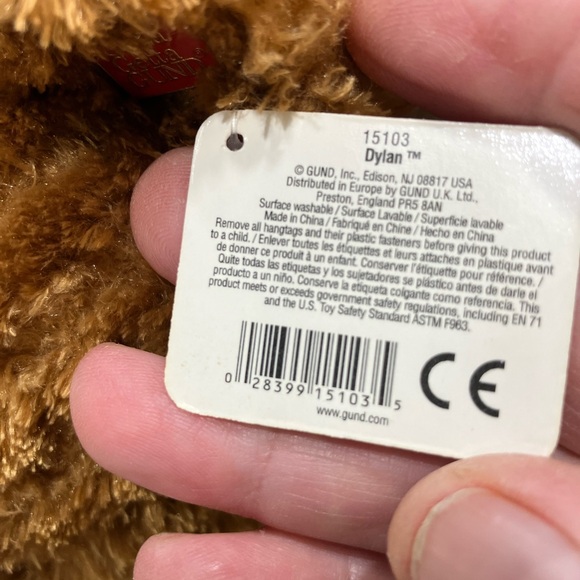 GUND
15103
Dylan ™
© GUND, Inc., Edison, NJ 08817 USA
Distributed in Europe by GUND U.K. Ltd.,
Preston, England PR5 8AN
Surface washable / Surface Lavable / Superficie lavable
Made in China / Fabriqué en Chine / Hecho en China
Remove all hangtags and their plastic fasteners before giving this product
to a child. / Enlever toutes les étiquettes et leurs attaches en plastique avant
de donner ce produit à un enfant. Conserver l'étiquette pour référence. /
Quite todas las etiquetas y los sujetadores se plástico antes de darle el
producto a un niño. Conserve la etiqueta colgante como referencia. This
product meets or exceeds government safety regulations, including EN 71
and the U.S. Toy Safety Standard ASTM F963.
0 28399 15103 5
CE
www.gund.com